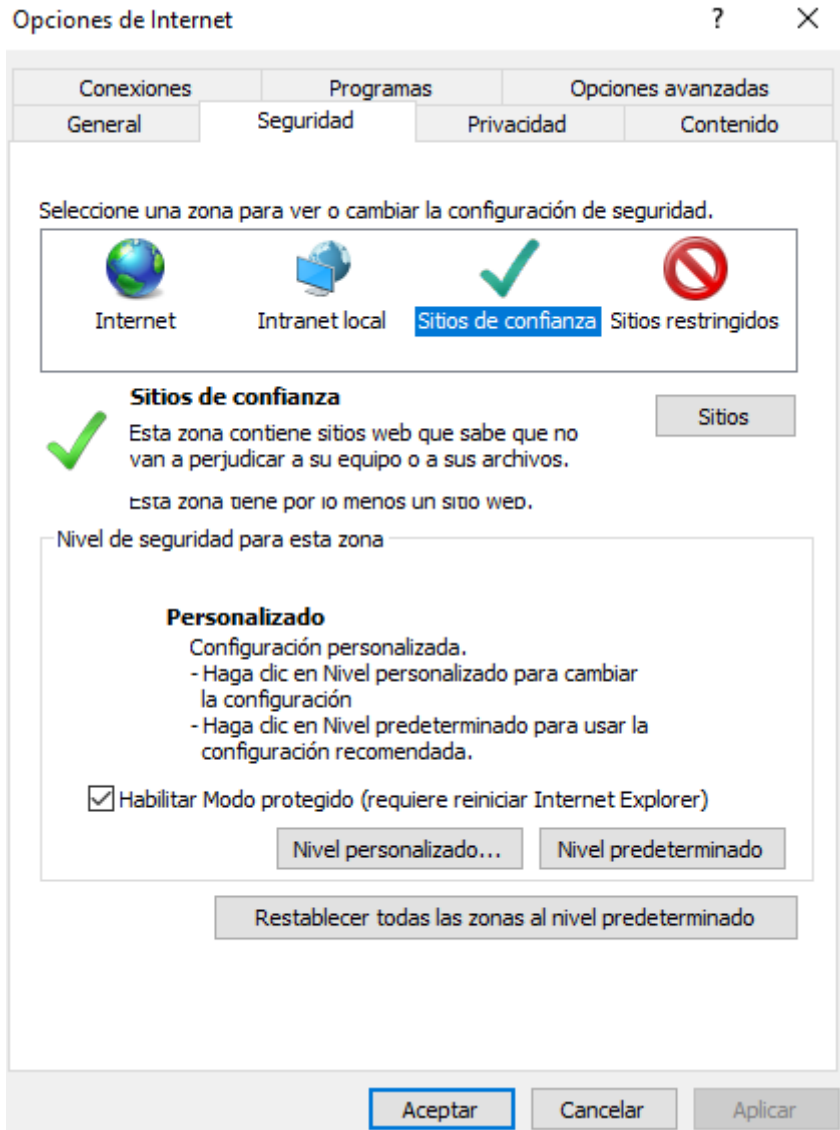 Opciones de Internet ? ×
Conexiones Programas Opciones avanzadas
General Seguridad Privacidad Contenido
Seleccione una zona para ver o cambiar la configuración de seguridad.
Internet Intranet local Sitios de confianza Sitios restringidos
Sitios de confianza
Sitios
Esta zona contiene sitios web que sabe que no
van a perjudicar a su equipo o a sus archivos.
Esta zona tiene por lo menos un sitio web.
Nivel de seguridad para esta zona
Personalizado
Configuración personalizada.
- Haga clic en Nivel personalizado para cambiar
la configuración
- Haga clic en Nivel predeterminado para usar la
configuración recomendada.
Habilitar Modo protegido (requiere reiniciar Internet Explorer)
Nivel personalizado... Nivel predeterminado
Restablecer todas las zonas al nivel predeterminado
Aceptar Cancelar Aplicar